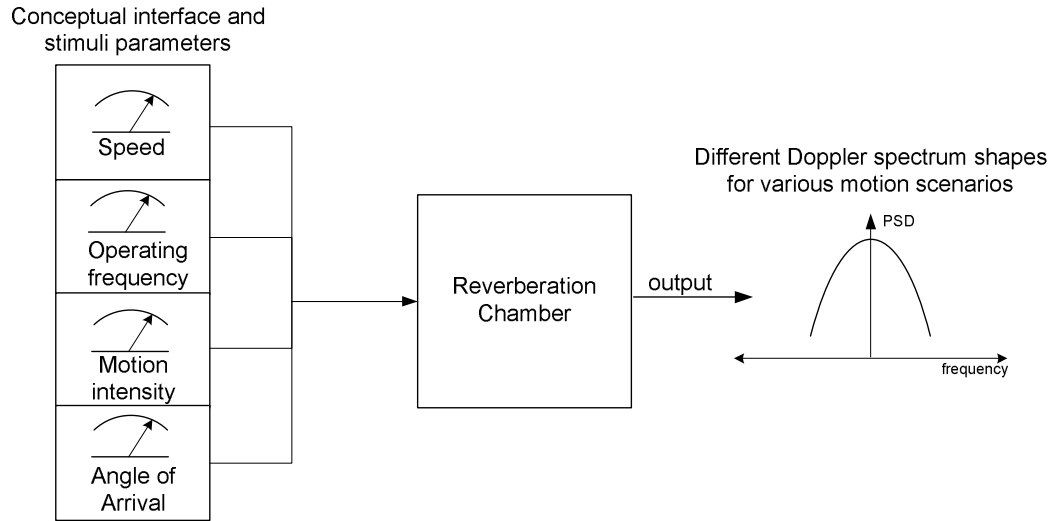 Conceptual interface and
stimuli parameters
Speed
Operating
frequency
Motion
intensity
Angle of
Arrival
Reverberation
Chamber
output
Different Doppler spectrum shapes
for various motion scenarios
PSD
frequency